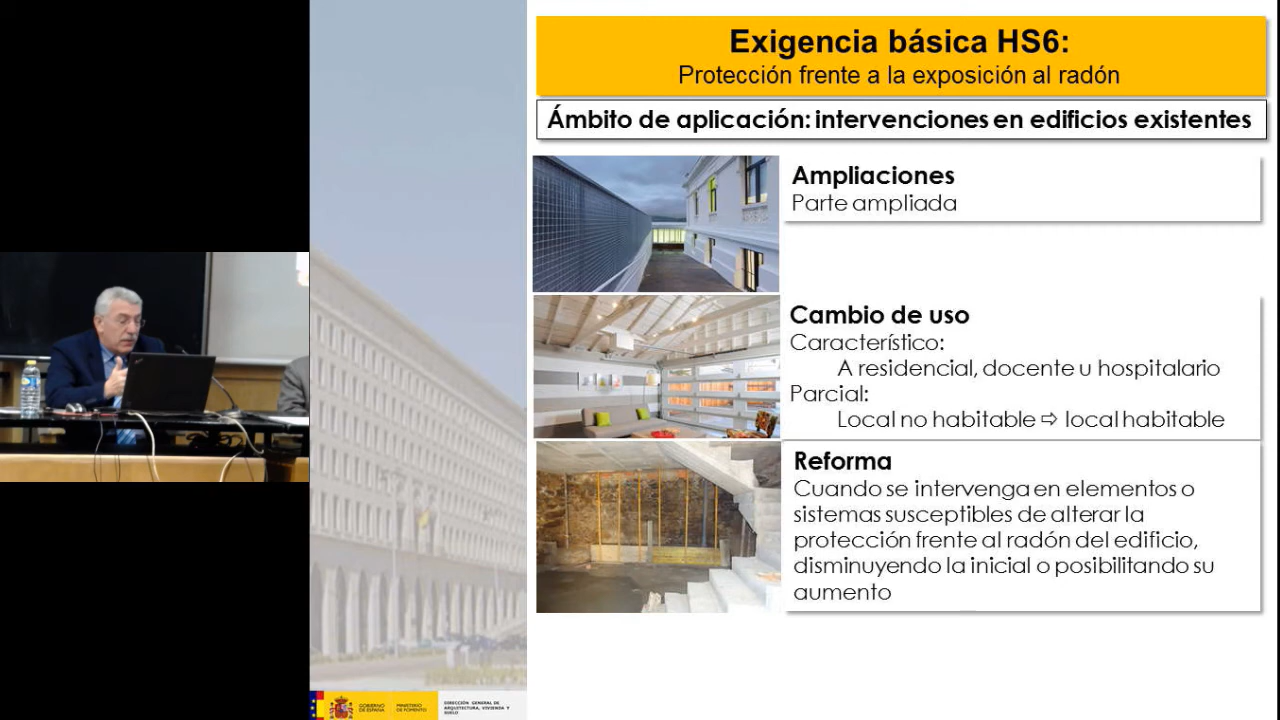 Exigencia básica HS6:
Protección frente a la exposición al radón
Ámbito de aplicación: intervenciones en edificios existentes
Ampliaciones
Parte ampliada
Cambio de uso
Característico:
A residencial, docente u hospitalario
Parcial:
Local no habitable ⇨ local habitable
Reforma
Cuando se intervenga en elementos o
sistemas susceptibles de alterar la
protección frente al radón del edificio,
disminuyendo la inicial o posibilitando su
aumento
GOBIERNO
DE ESPAÑA
MINISTERIO
DE FOMENTO
DIRECCIÓN GENERAL DE
ARQUITECTURA, VIVIENDA Y
SUELO